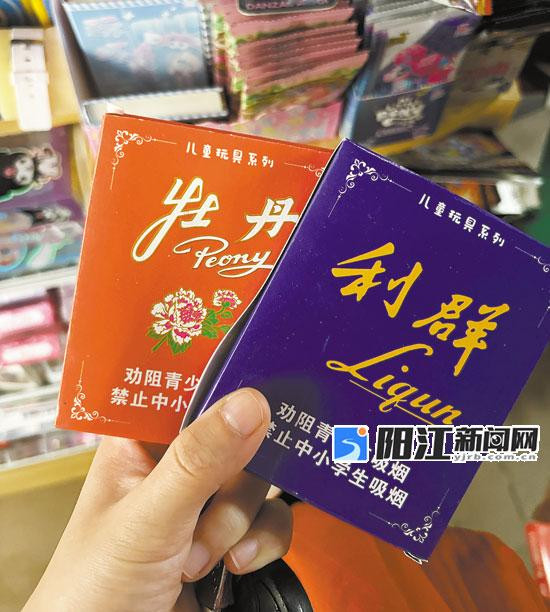 DANZA
儿童玩具系列
牡丹
Peony
劝阻青少
禁止中小
儿童玩具系列
利群
Liqun
劝阻青
吸烟
禁止中小学生吸烟
阳江新闻网
yjrb.com.cn